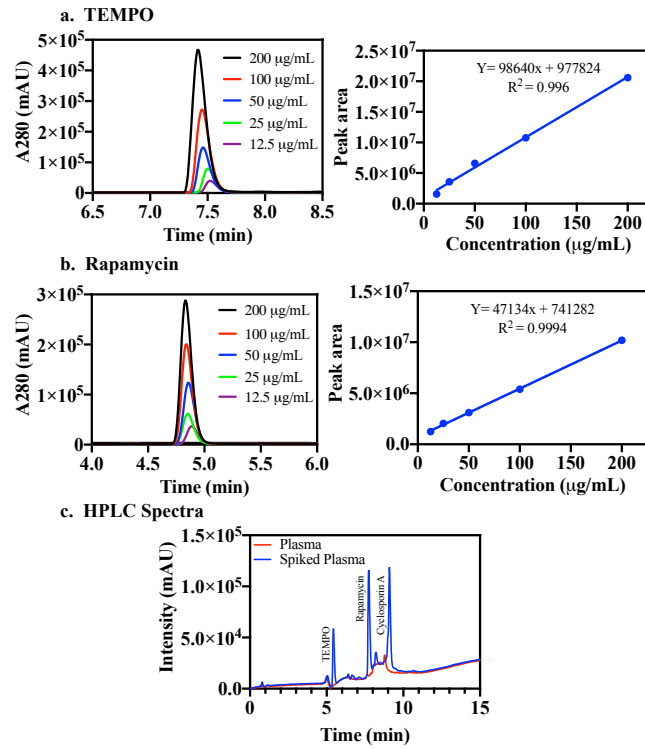 a. TEMPO
A280 (mAU)
5×10⁵
4×10⁵
3×10⁵
2×10⁵
1×10⁵
0
6.5 7.0 7.5 8.0 8.5
Time (min)
200 μg/mL
100 μg/mL
50 μg/mL
25 μg/mL
12.5 μg/mL
Peak area
2.5×10⁷
2.0×10⁷
1.5×10⁷
1.0×10⁷
5.0×10⁶
0.0
0 50 100 150 200
Concentration (μg/mL)
Y= 98640x + 977824
R² = 0.996
b. Rapamycin
A280 (mAU)
3×10⁵
2×10⁵
1×10⁵
0
4.0 4.5 5.0 5.5 6.0
Time (min)
200 μg/mL
100 μg/mL
50 μg/mL
25 μg/mL
12.5 μg/mL
Peak area
1.5×10⁷
1.0×10⁷
5.0×10⁶
0
0 50 100 150 200
Concentration (μg/mL)
Y= 47134x + 741282
R² = 0.9994
c. HPLC Spectra
Intensity (mAU)
1.5×10⁵
1.0×10⁵
5.0×10⁴
0.0
0 5 10 15
Time (min)
Plasma
Spiked Plasma
TEMPO
Rapamycin
Cyclosporin A